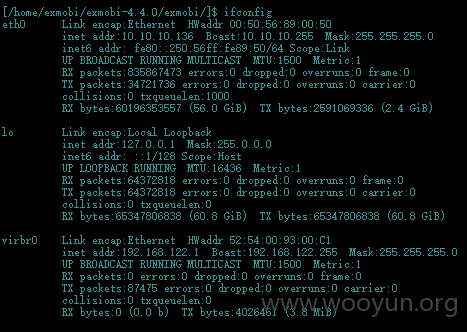 [/home/exmobi/exmobi-4.4.0/exmobi/]$ ifconfig
eth0 Link encap:Ethernet HWaddr 00:50:56:89:00:50
inet addr:10.10.10.136 Bcast:10.10.10.255 Mask:255.255.255.0
inet6 addr: fe80::250:56ff:fe89:50/64 Scope:Link
UP BROADCAST RUNNING MULTICAST MTU:1500 Metric:1
RX packets:835867473 errors:0 dropped:0 overruns:0 frame:0
TX packets:34721736 errors:0 dropped:0 overruns:0 carrier:0
collisions:0 txqueuelen:1000
RX bytes:60196353557 (56.0 GiB) TX bytes:2591069336 (2.4 GiB)
lo Link encap:Local Loopback
inet addr:127.0.0.1 Mask:255.0.0.0
inet6 addr: ::1/128 Scope:Host
UP LOOPBACK RUNNING MTU:16436 Metric:1
RX packets:64372818 errors:0 dropped:0 overruns:0 frame:0
TX packets:64372818 errors:0 dropped:0 overruns:0 carrier:0
collisions:0 txqueuelen:0
RX bytes:65347806838 (60.8 GiB) TX bytes:65347806838 (60.8 GiB)
virbr0 Link encap:Ethernet HWaddr 52:54:00:93:00:C1
inet addr:192.168.122.1 Bcast:192.168.122.255 Mask:255.255.255.0
UP BROADCAST RUNNING MULTICAST MTU:1500 Metric:1
RX packets:0 errors:0 dropped:0 overruns:0 frame:0
TX packets:87475 errors:0 dropped:0 overruns:0 carrier:0
collisions:0 txqueuelen:0
RX bytes:0 (0.0 b) TX bytes:4026461 (3.8 MiB)
www.wooyun.org